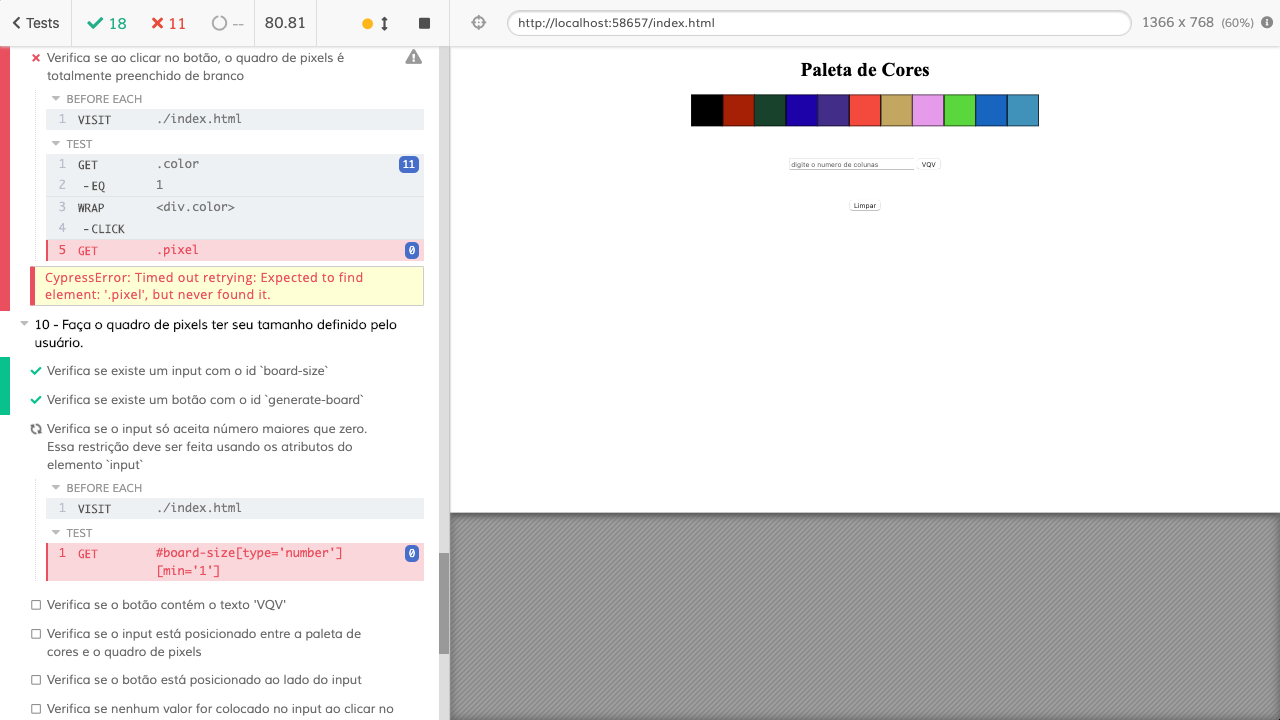 Tests 18 11 -- 80.81
http://localhost:58657/index.html 1366 x 768 (60%)
Verifica se ao clicar no botão, o quadro de pixels é
totalmente preenchido de branco
BEFORE EACH
1 VISIT ./index.html
TEST
1 GET .color 11
2 -EQ 1
3 WRAP <div.color>
4 -CLICK
5 GET .pixel 0
CypressError: Timed out retrying: Expected to find
element: '.pixel', but never found it.
10 - Faça o quadro de pixels ter seu tamanho definido pelo
usuário.
Verifica se existe um input com o id `board-size`
Verifica se existe um botão com o id `generate-board`
Verifica se o input só aceita número maiores que zero.
Essa restrição deve ser feita usando os atributos do
elemento `input`
BEFORE EACH
1 VISIT ./index.html
TEST
1 GET #board-size[type='number'] 0
[min='1']
Verifica se o botão contém o texto 'VQV'
Verifica se o input está posicionado entre a paleta de
cores e o quadro de pixels
Verifica se o botão está posicionado ao lado do input
Verifica se nenhum valor for colocado no input ao clicar no
Paleta de Cores
digite o numero de colunas VQV
Limpar